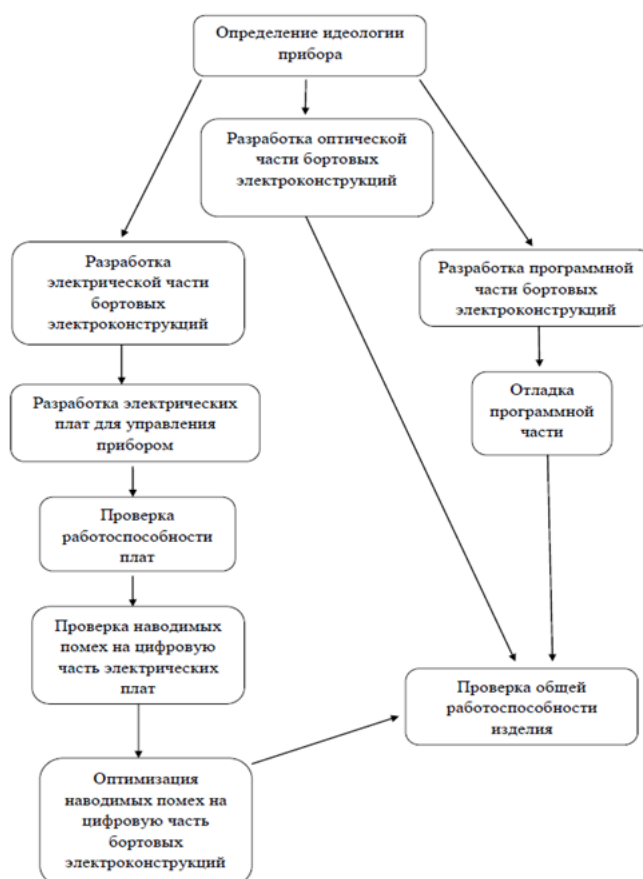 Определение идеологии
прибора
Разработка оптической
части бортовых
электроконструкций
Разработка
электрической части
бортовых
электроконструкций
Разработка программной
части бортовых
электроконструкций
Разработка электрических
плат для управления
прибором
Отладка
программной
части
Проверка
работоспособности
плат
Проверка наводимых
помех на цифровую
часть электрических
плат
Проверка общей
работоспособности
изделия
Оптимизация
наводимых помех на
цифровую часть
бортовых
электроконструкций